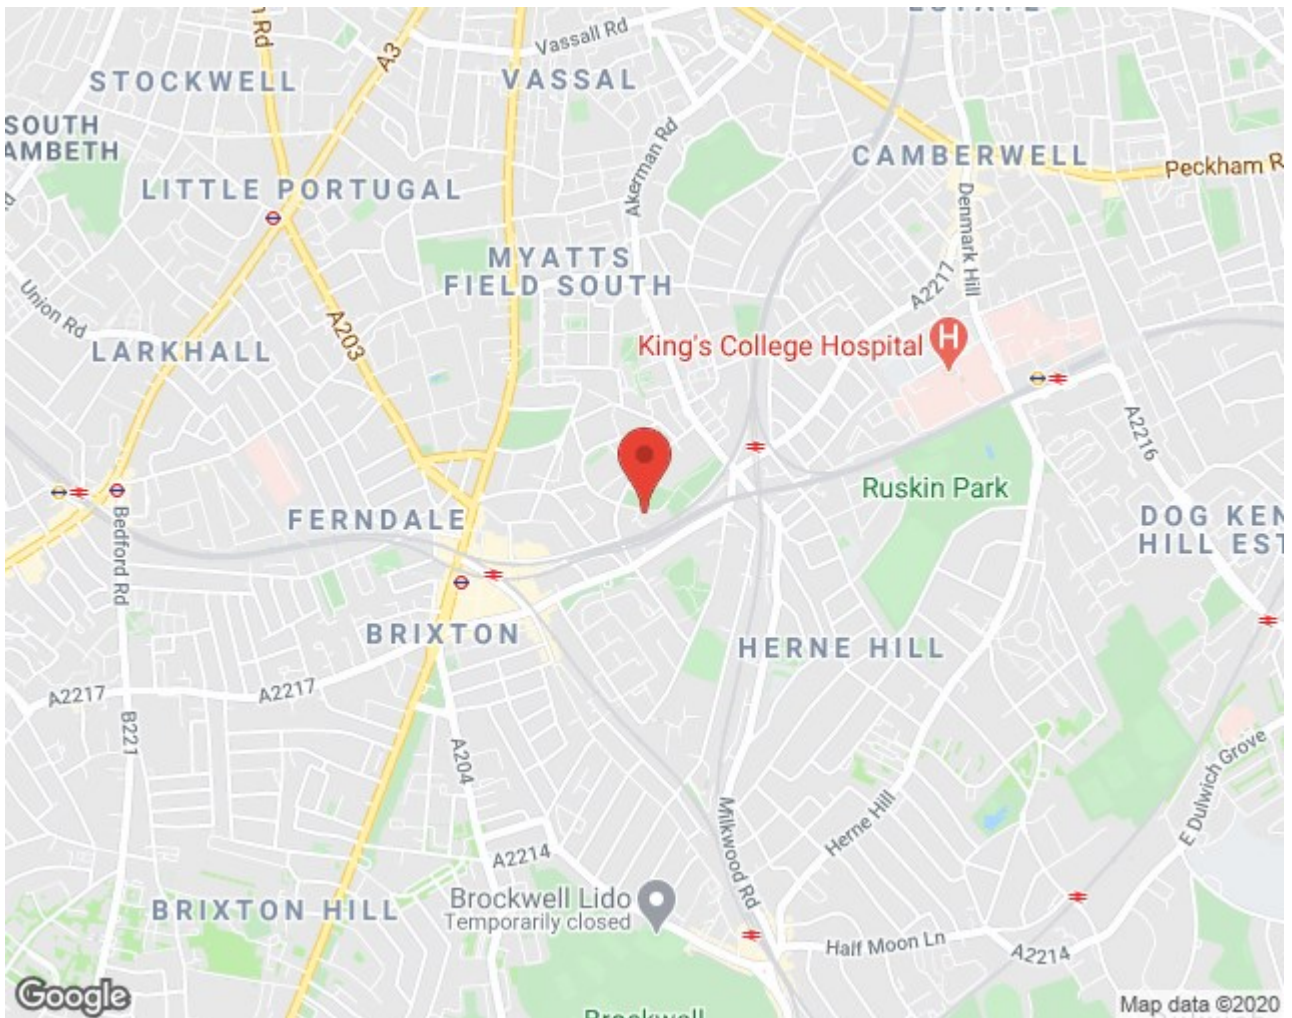 ESTATE
Vassall Rd
A3
STOCKWELL
VASSAL
SOUTH
AMBETH
Akerman Rd
CAMBERWELL
Peckham R
LITTLE PORTUGAL
Denmark Hill
MYATTS
FIELD SOUTH
A2217
Union Rd
A203
LARKHALL
King's College Hospital
H
A2216
Ruskin Park
FERNDALE
DOG KEN
HILL EST
Bedford Rd
BRIXTON
HERNE HILL
A2217
A2217
B221
A204
E Dulwich Grove
Milkwood Rd
Herne Hill
A2214
Brockwell Lido
Temporarily closed
BRIXTON HILL
Half Moon Ln
A2214
Google
Map data ©2020
Brockwell